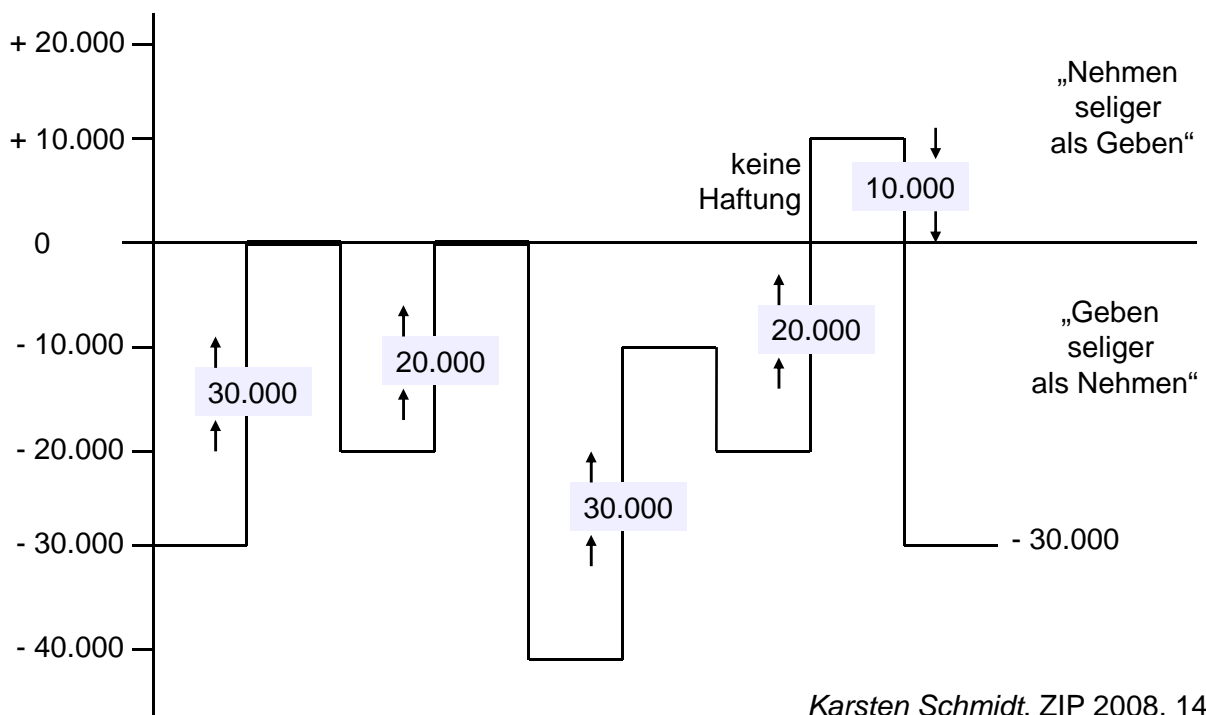 + 20.000
„Nehmen
seliger
als Geben“
+ 10.000
keine
Haftung
10.000
0
- 10.000
30.000
20.000
20.000
„Geben
seliger
als Nehmen“
- 20.000
30.000
- 30.000
- 30.000
- 40.000
Karsten Schmidt, ZIP 2008, 14